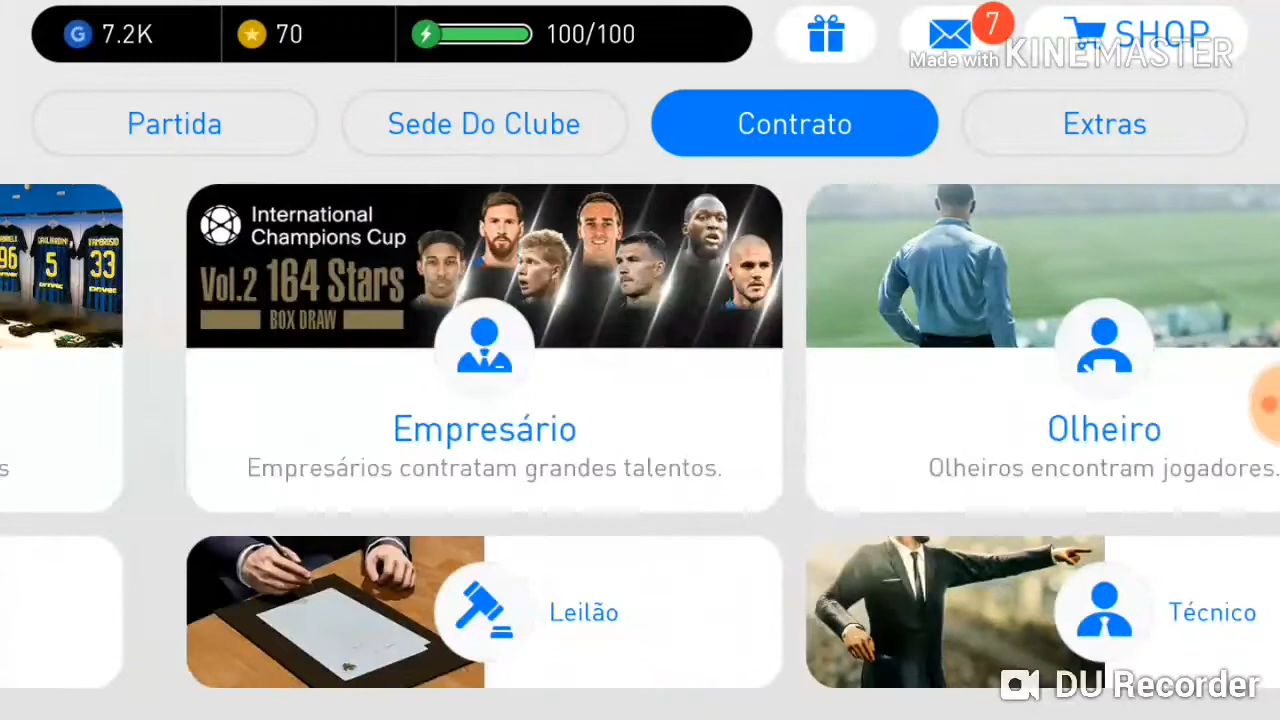 G 7.2K
70
100/100
7
SHOP
Made with KINEMASTER
Partida
Sede Do Clube
Contrato
Extras
96
5
33
International
Champions Cup
Vol.2 164 Stars
BOX DRAW
Empresário
Empresários contratam grandes talentos.
Olheiro
Olheiros encontram jogadores.
s
Leilão
Técnico
DU Recorder